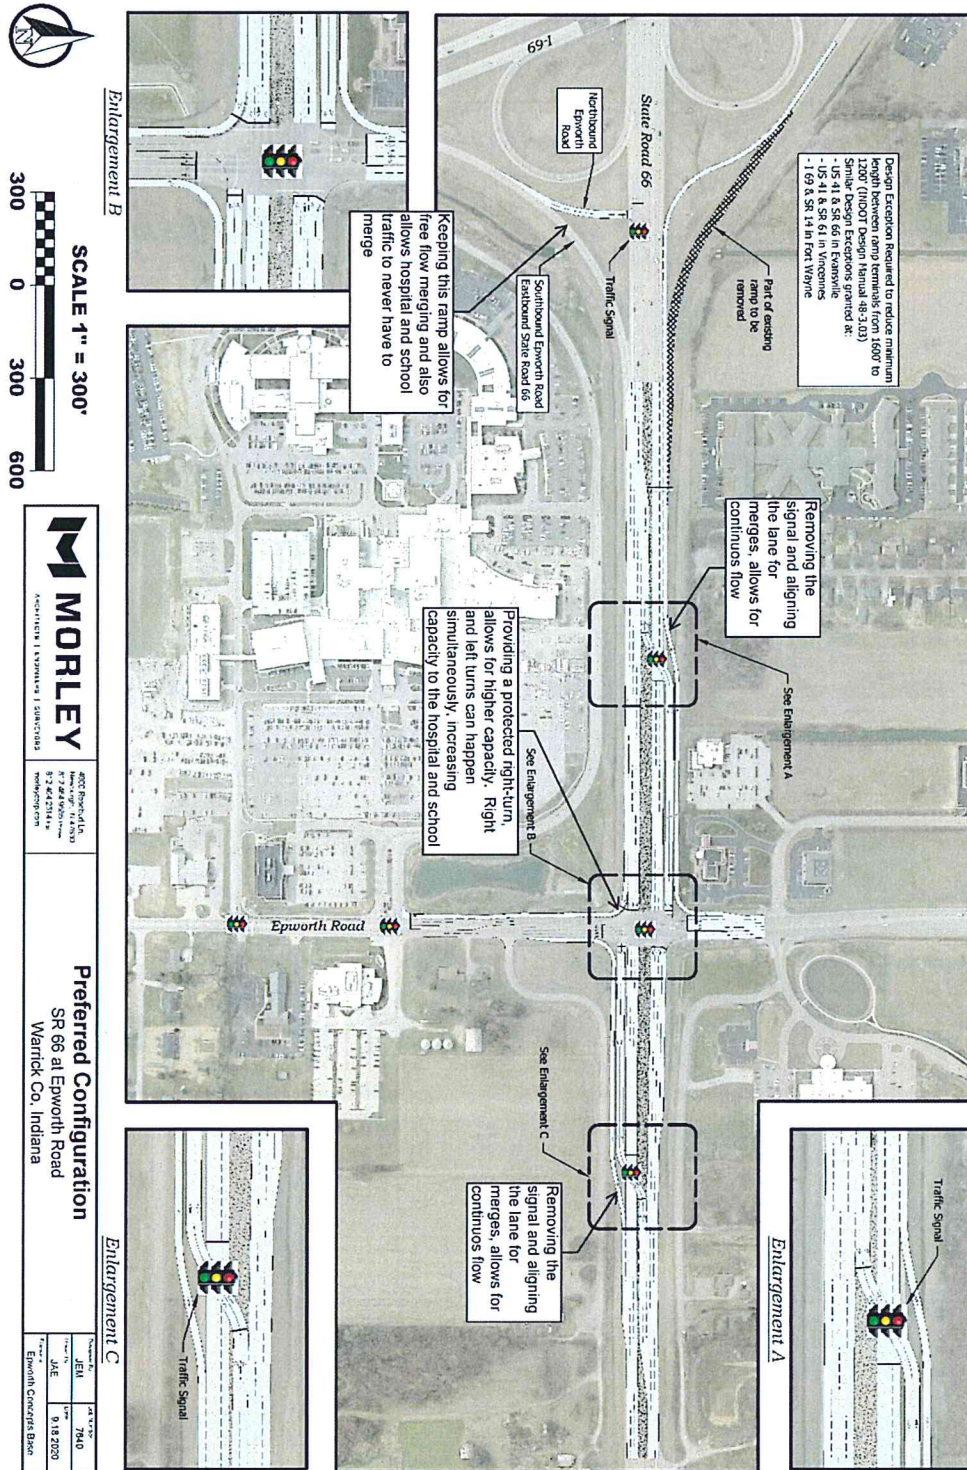 I-69
State Road 66
Northbound
Epworth
Road
Design Exception Required to reduce minimum
length between ramp terminals from 1600' to
1200' (INDOT Design Manual 48-3.03)
Similar Design Exceptions granted at:
- US 41 & SR 66 in Evansville
- US 41 & SR 61 in Vincennes
- I 69 & SR 14 in Fort Wayne
Part of existing
ramp to be
removed
Traffic Signal
Southbound Epworth Road
Eastbound State Road 66
Keeping this ramp allows for
free flow merging and also
allows hospital and school
traffic to never have to
merge
Removing the
signal and aligning
the lane for
merges, allows for
continuos flow
See Enlargement A
Providing a protected right-turn,
allows for higher capacity. Right
and left turns can happen
simultaneously, increasing
capacity to the hospital and school
See Enlargement B
Epworth Road
See Enlargement C
Removing the
signal and aligning
the lane for
merges, allows for
continuos flow
Traffic Signal
Enlargement A
Enlargement B
Traffic Signal
Enlargement C
N
SCALE 1" = 300'
300 0 300 600
MORLEY
ARCHITECTS | ENGINEERS | SURVEYORS
morleycorp.com
Preferred Configuration
SR 66 at Epworth Road
Warrick Co, Indiana
JEM
7640
JAE
9.18.2020
Epworth Concepts Base